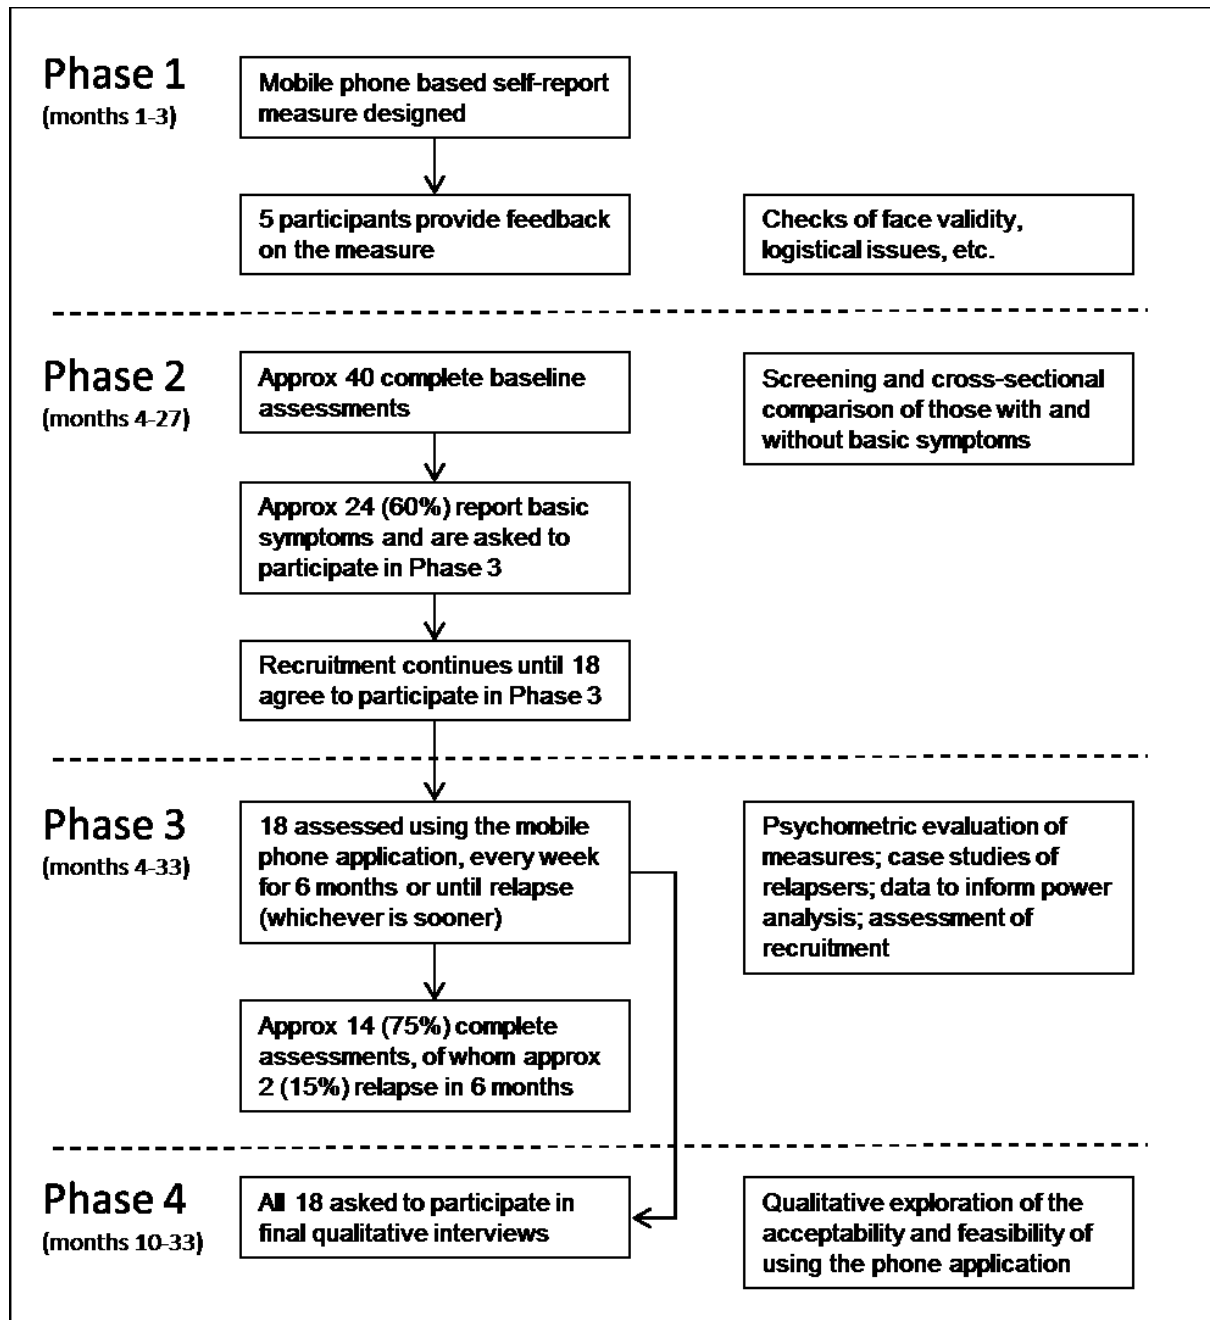 Phase 1
(months 1-3)
Mobile phone based self-report
measure designed
5 participants provide feedback
on the measure
Checks of face validity,
logistical issues, etc.
Phase 2
(months 4-27)
Approx 40 complete baseline
assessments
Screening and cross-sectional
comparison of those with and
without basic symptoms
Approx 24 (60%) report basic
symptoms and are asked to
participate in Phase 3
Recruitment continues until 18
agree to participate in Phase 3
Phase 3
(months 4-33)
18 assessed using the mobile
phone application, every week
for 6 months or until relapse
(whichever is sooner)
Psychometric evaluation of
measures; case studies of
relapsers; data to inform power
analysis; assessment of
recruitment
Approx 14 (75%) complete
assessments, of whom approx
2 (15%) relapse in 6 months
Phase 4
(months 10-33)
All 18 asked to participate in
final qualitative interviews
Qualitative exploration of the
acceptability and feasibility of
using the phone application